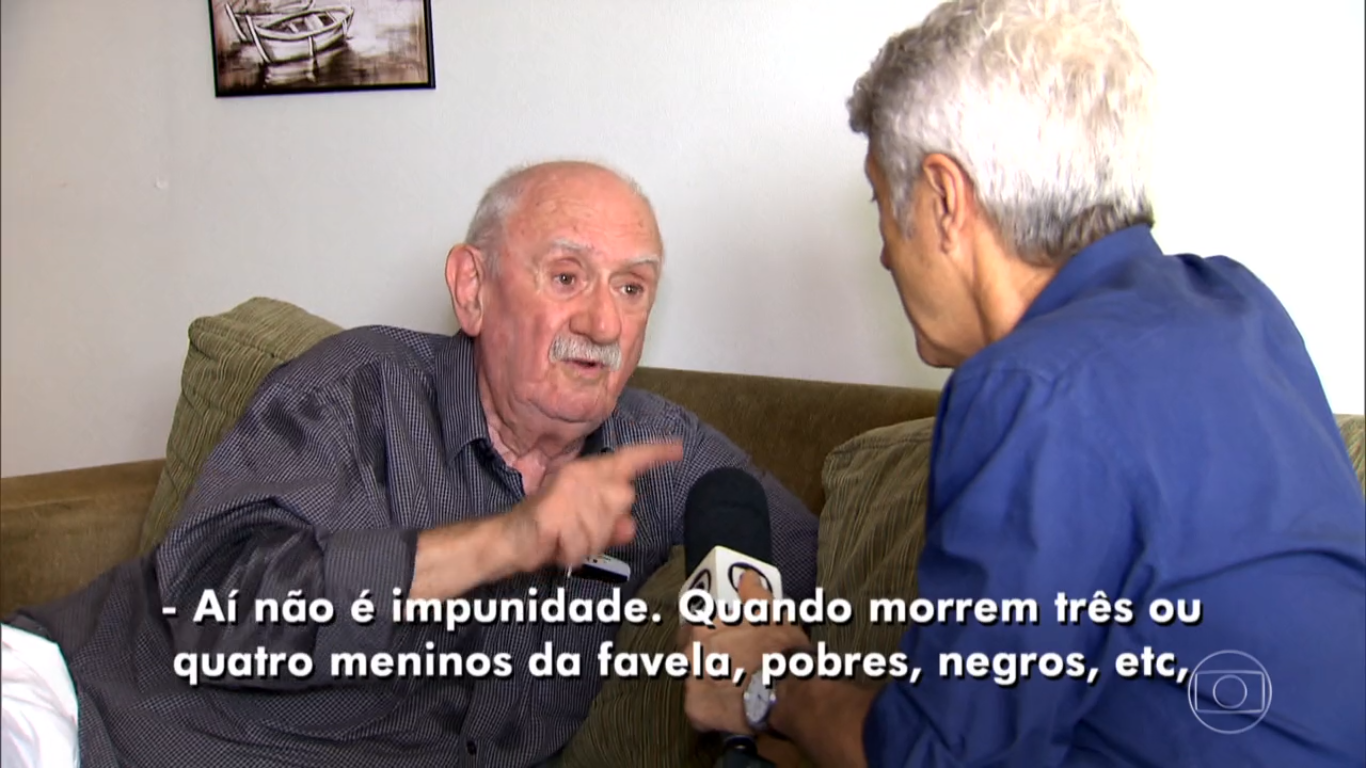 - Aí não é impunidade. Quando morrem três ou
quatro meninos da favela, pobres, negros, etc,